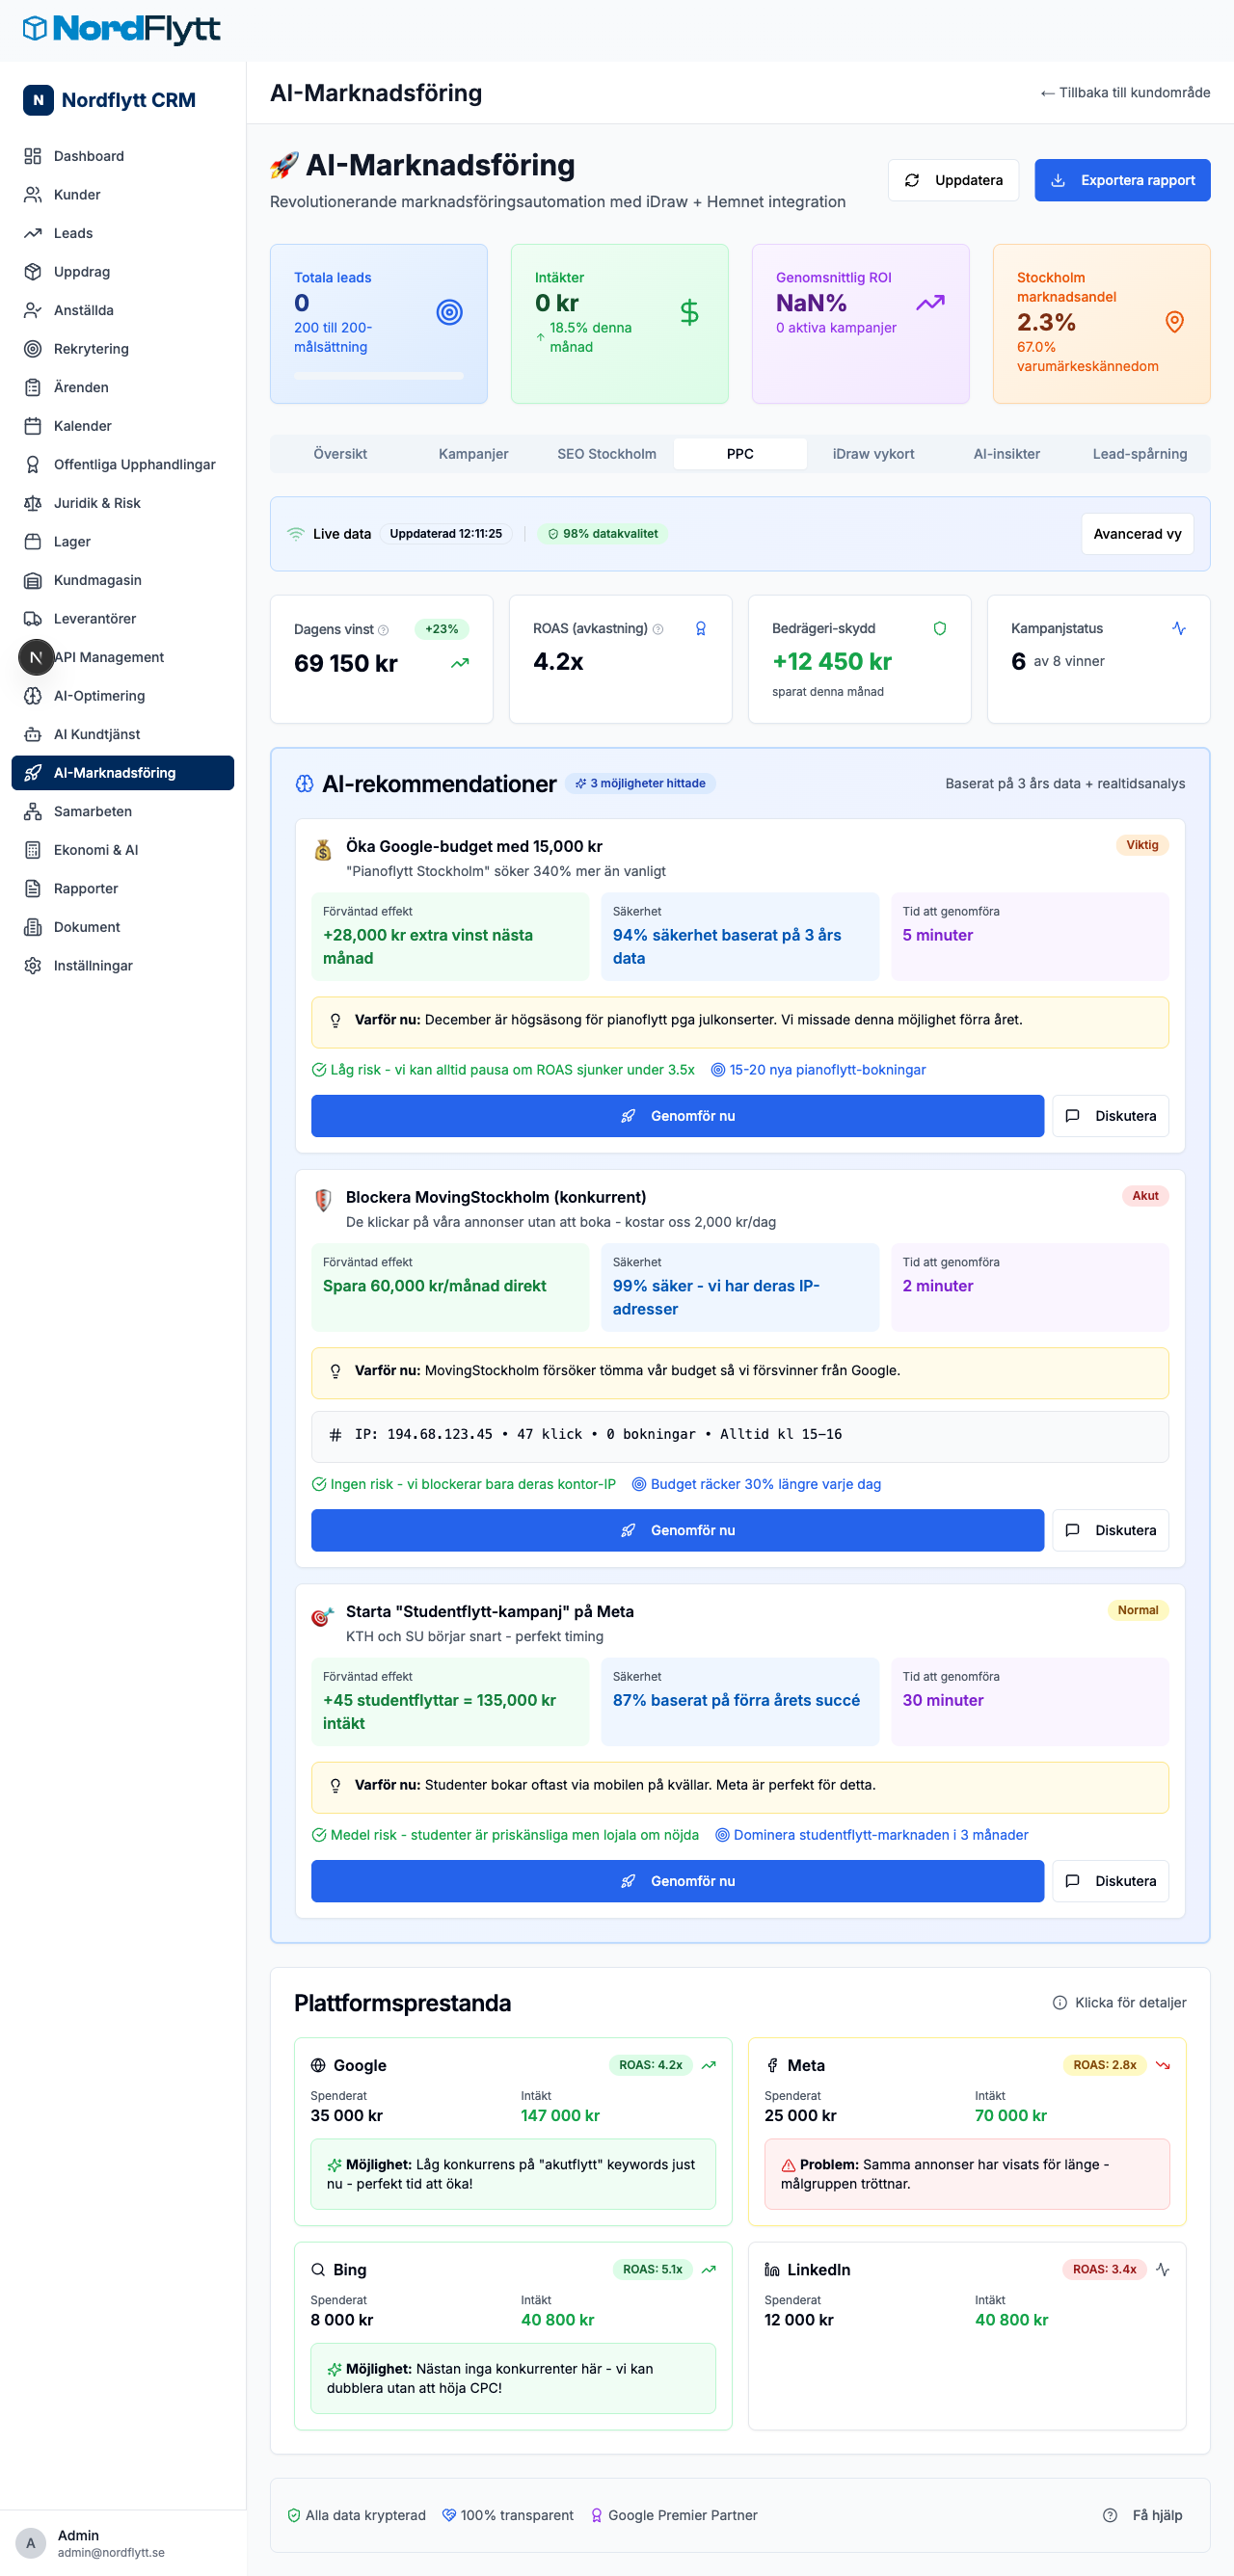 NordFlytt
N Nordflytt CRM
Dashboard
Kunder
Leads
Uppdrag
Anställda
Rekrytering
Ärenden
Kalender
Offentliga Upphandlingar
Juridik & Risk
Lager
Kundmagasin
Leverantörer
N API Management
AI-Optimering
AI Kundtjänst
AI-Marknadsföring
Samarbeten
Ekonomi & AI
Rapporter
Dokument
Inställningar
A Admin
admin@nordflytt.se
AI-Marknadsföring
← Tillbaka till kundområde
🚀 AI-Marknadsföring
Revolutionerande marknadsföringsautomation med iDraw + Hemnet integration
Uppdatera
Exportera rapport
Totala leads
0
200 till 200-
målsättning
Intäkter
0 kr
↑ 18.5% denna
månad
Genomsnittlig ROI
NaN%
0 aktiva kampanjer
Stockholm
marknadsandel
2.3%
67.0%
varumärkeskännedom
Översikt
Kampanjer
SEO Stockholm
PPC
iDraw vykort
AI-insikter
Lead-spårning
Live data
Uppdaterad 12:11:25
98% datakvalitet
Avancerad vy
Dagens vinst
+23%
69 150 kr
ROAS (avkastning)
4.2x
Bedrägeri-skydd
+12 450 kr
sparat denna månad
Kampanjstatus
6 av 8 vinner
AI-rekommendationer
3 möjligheter hittade
Baserat på 3 års data + realtidsanalys
Öka Google-budget med 15,000 kr
Viktig
"Pianoflytt Stockholm" söker 340% mer än vanligt
Förväntad effekt
+28,000 kr extra vinst nästa
månad
Säkerhet
94% säkerhet baserat på 3 års
data
Tid att genomföra
5 minuter
Varför nu: December är högsäsong för pianoflytt pga julkonserter. Vi missade denna möjlighet förra året.
Låg risk - vi kan alltid pausa om ROAS sjunker under 3.5x
15-20 nya pianoflytt-bokningar
Genomför nu
Diskutera
Blockera MovingStockholm (konkurrent)
Akut
De klickar på våra annonser utan att boka - kostar oss 2,000 kr/dag
Förväntad effekt
Spara 60,000 kr/månad direkt
Säkerhet
99% säker - vi har deras IP-
adresser
Tid att genomföra
2 minuter
Varför nu: MovingStockholm försöker tömma vår budget så vi försvinner från Google.
IP: 194.68.123.45 • 47 klick • 0 bokningar • Alltid kl 15-16
Ingen risk - vi blockerar bara deras kontor-IP
Budget räcker 30% längre varje dag
Genomför nu
Diskutera
Starta "Studentflytt-kampanj" på Meta
Normal
KTH och SU börjar snart - perfekt timing
Förväntad effekt
+45 studentflyttar = 135,000 kr
intäkt
Säkerhet
87% baserat på förra årets succé
Tid att genomföra
30 minuter
Varför nu: Studenter bokar oftast via mobilen på kvällar. Meta är perfekt för detta.
Medel risk - studenter är priskänsliga men lojala om nöjda
Dominera studentflytt-marknaden i 3 månader
Genomför nu
Diskutera
Plattformsprestanda
Klicka för detaljer
Google
ROAS: 4.2x
Spenderat
35 000 kr
Intäkt
147 000 kr
Möjlighet: Låg konkurrens på "akutflytt" keywords just
nu - perfekt tid att öka!
Meta
ROAS: 2.8x
Spenderat
25 000 kr
Intäkt
70 000 kr
Problem: Samma annonser har visats för länge -
målgruppen tröttnar.
Bing
ROAS: 5.1x
Spenderat
8 000 kr
Intäkt
40 800 kr
Möjlighet: Nästan inga konkurrenter här - vi kan
dubblera utan att höja CPC!
LinkedIn
ROAS: 3.4x
Spenderat
12 000 kr
Intäkt
40 800 kr
Alla data krypterad
100% transparent
Google Premier Partner
Få hjälp